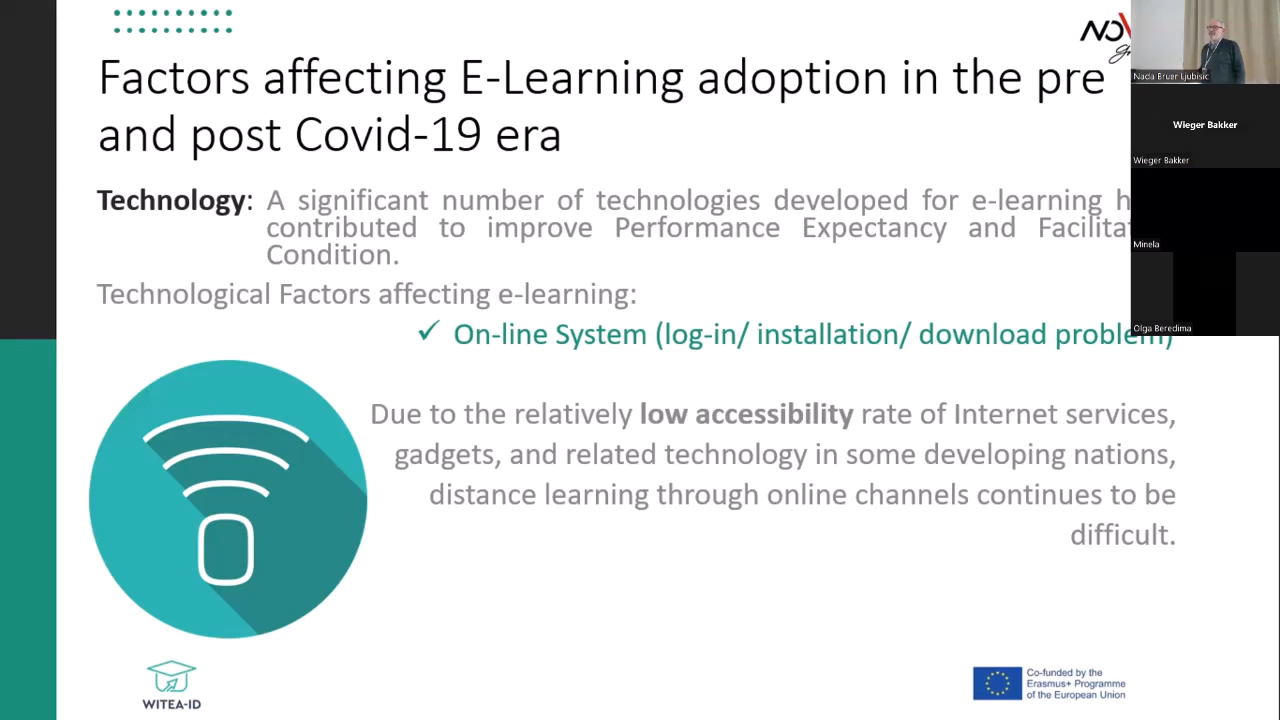 Factors affecting E-Learning adoption in the pre
and post Covid-19 era
Technology: A significant number of technologies developed for e-learning
contributed to improve Performance Expectancy and
Condition.
Technological Factors affecting e-learning:
✓ On-line System (log-in/ installation/ download problem)
Due to the relatively low accessibility rate of Internet services,
gadgets, and related technology in some developing nations,
distance learning through online channels continues to be
difficult.
WITEA-ID
Co-funded by the
Erasmus+ Programme
of the European Union
Nada Bruer Ljubisic
Wieger Bakker
Wieger Bakker
Minela
Olga Beredima